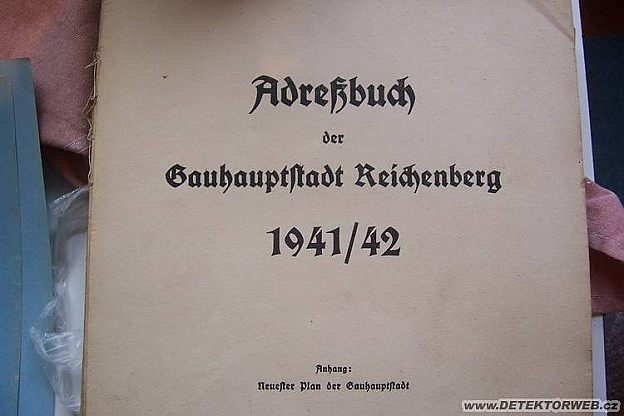 Adreßbuch
der
Gauhauptstadt Reichenberg
1941/42
Anhang:
Neuester Plan der Gauhauptstadt
www.DETEKTORWEB.cz